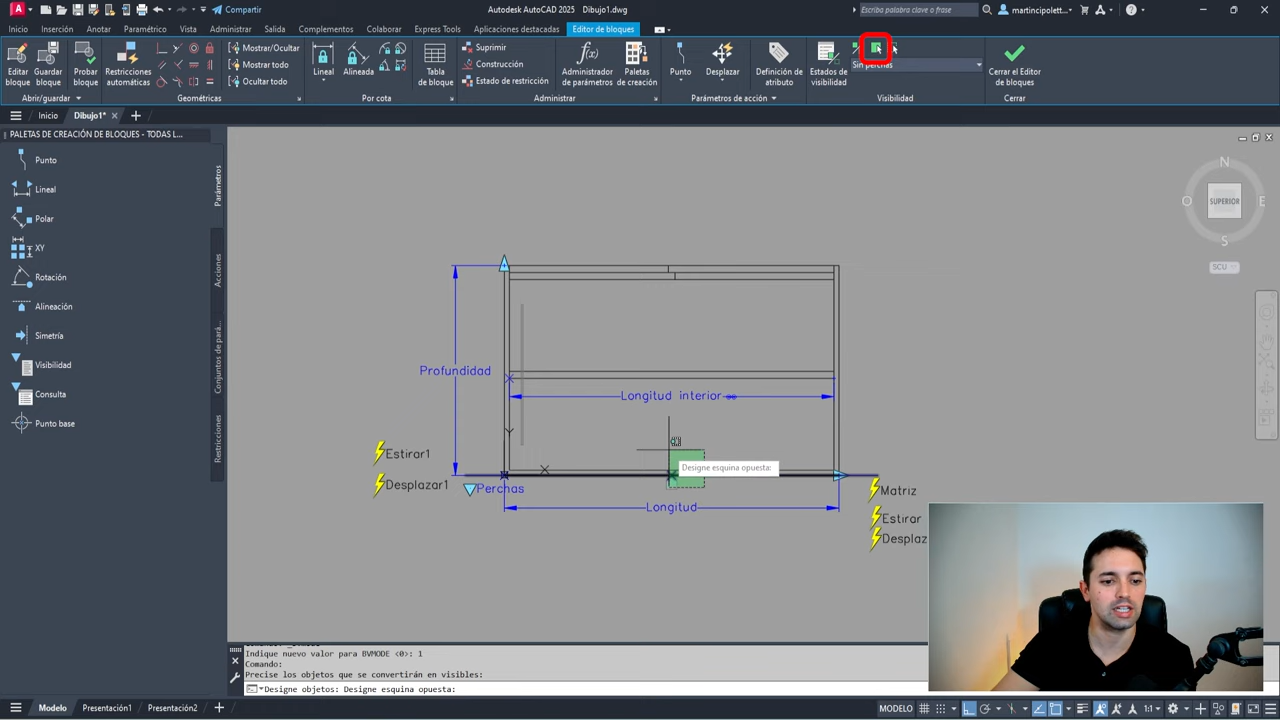 Compartir
Autodesk AutoCAD 2025 Dibujo1.dwg
Escriba palabra clave o frase
martincipolett...
Inicio Inserción Anotar Paramétrico Vista Salida Complementos Colaborar Express Tools Aplicaciones destacadas Editor de bloques
Editar bloque
Guardar bloque
Probar bloque
Restricciones automáticas
Mostrar/Ocultar
Mostrar todo
Ocultar todo
Lineal
Alineada
Tabla de bloque
Suprimir
Construcción
Estado de restricción
Administrador de parámetros
Paletas de creación
Punto
Desplazar
Definición de atributo
Estados de visibilidad
Sin perchas
Cerrar el Editor de bloques
Abrir/guardar Geométricas Por cota Administrar Parámetros de acción Visibilidad Cerrar
Inicio Dibujo1*
PALETAS DE CREACIÓN DE BLOQUES - TODAS L...
Punto
Lineal
Polar
XY
Rotación
Alineación
Simetría
Visibilidad
Consulta
Punto base
Parámetros
Acciones
Conjuntos de pará...
Restricciones
N
O SUPERIOR E
S
SCU
Profundidad
Longitud interior
Estirar1
Desplazar1
Perchas
Designe esquina opuesta:
Longitud
Matriz
Estirar
Desplaz
Indique nuevo valor para BVMODE <0>: 1
Comando:
Precise los objetos que se convertirán en visibles:
Designe objetos: Designe esquina opuesta:
Modelo Presentación1 Presentación2
MODELO
1:1